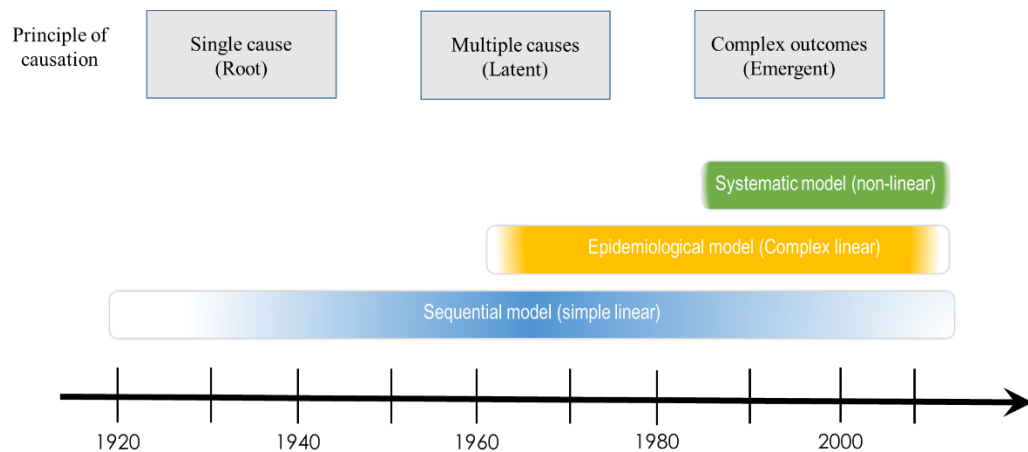 Principle of
causation
Single cause
(Root)
Multiple causes
(Latent)
Complex outcomes
(Emergent)
Systematic model (non-linear)
Epidemiological model (Complex linear)
Sequential model (simple linear)
1920
1940
1960
1980
2000